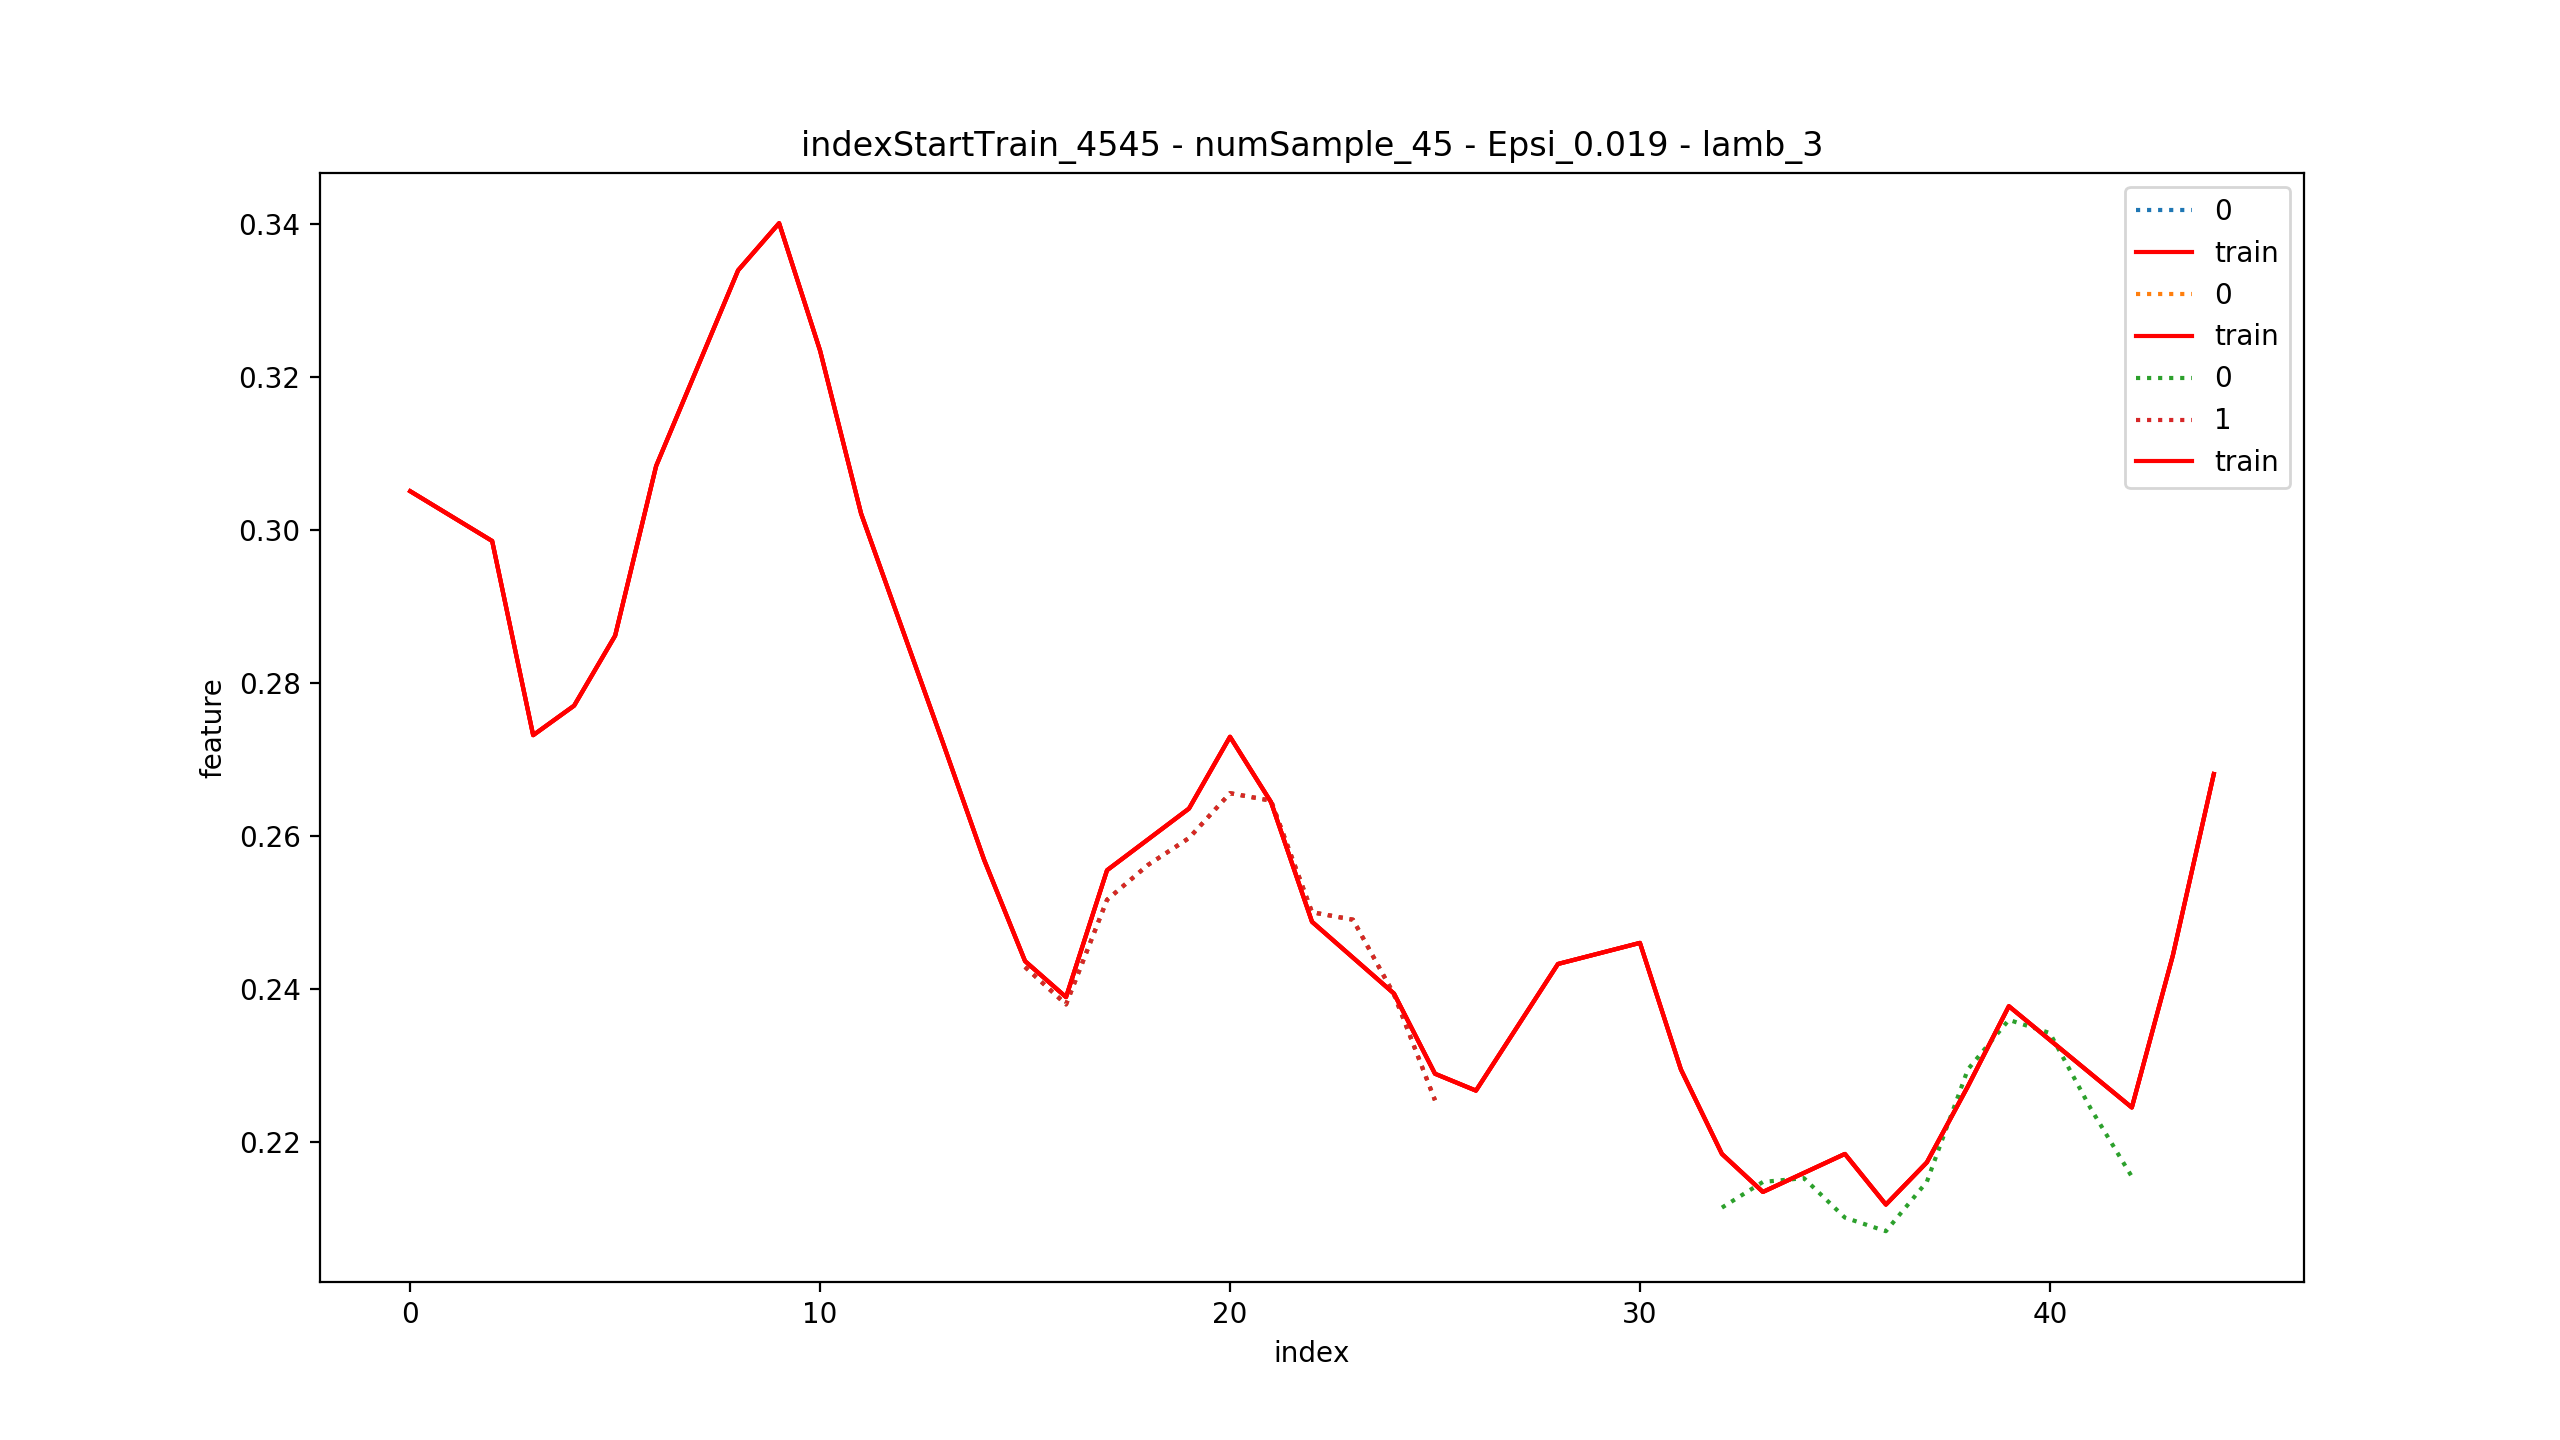 indexStartTrain_4545 - numSample_45 - Epsi_0.019 - lamb_3
0
train
0
train
0
1
train
0.34
0.32
0.30
0.28
0.26
0.24
0.22
feature
0 10 20 30 40
index